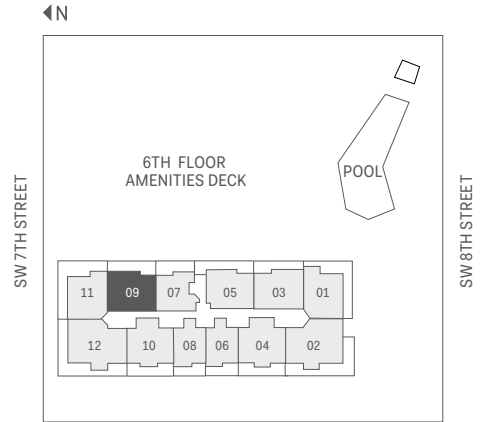 N
SW 7TH STREET
6TH FLOOR
AMENITIES DECK
POOL
SW 8TH STREET
11 09 07 05 03 01
12 10 08 06 04 02